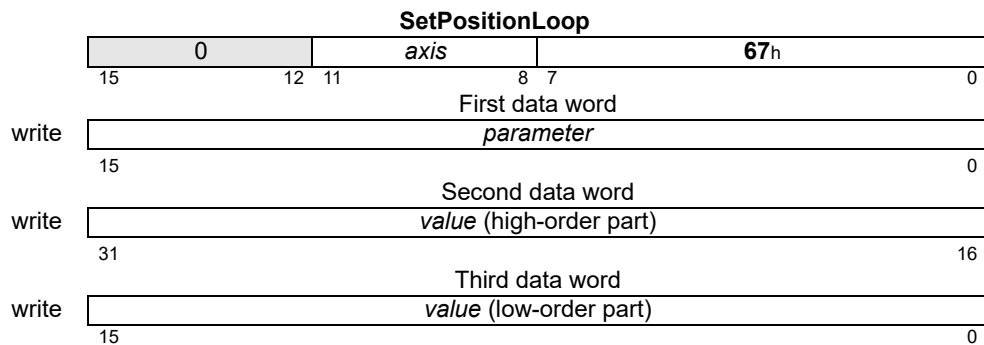 SetPositionLoop
0 axis 67h
15 12 11 8 7 0
First data word
write parameter
15 0
Second data word
write value (high-order part)
31 16
Third data word
write value (low-order part)
15 0